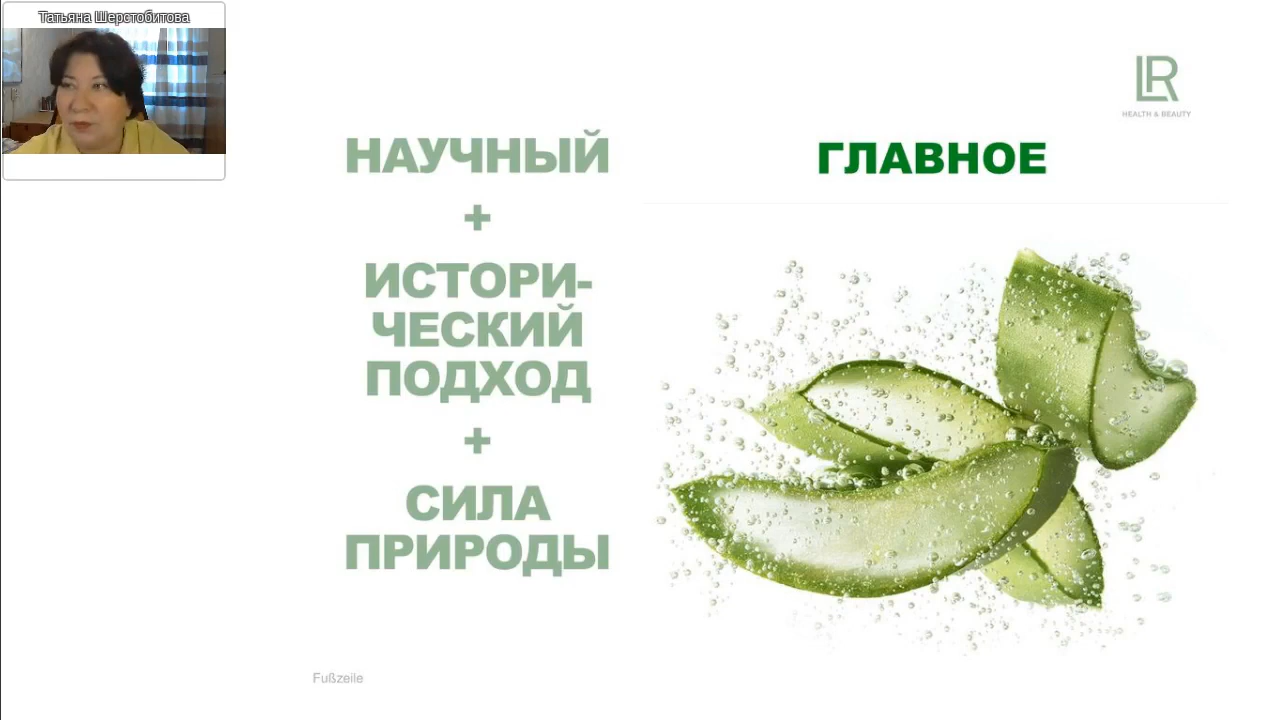 Татьяна Шерстобитова
LR
HEALTH & BEAUTY
НАУЧНЫЙ
+
ИСТОРИ-
ЧЕСКИЙ
ПОДХОД
+
СИЛА
ПРИРОДЫ
ГЛАВНОЕ
Fußzeile